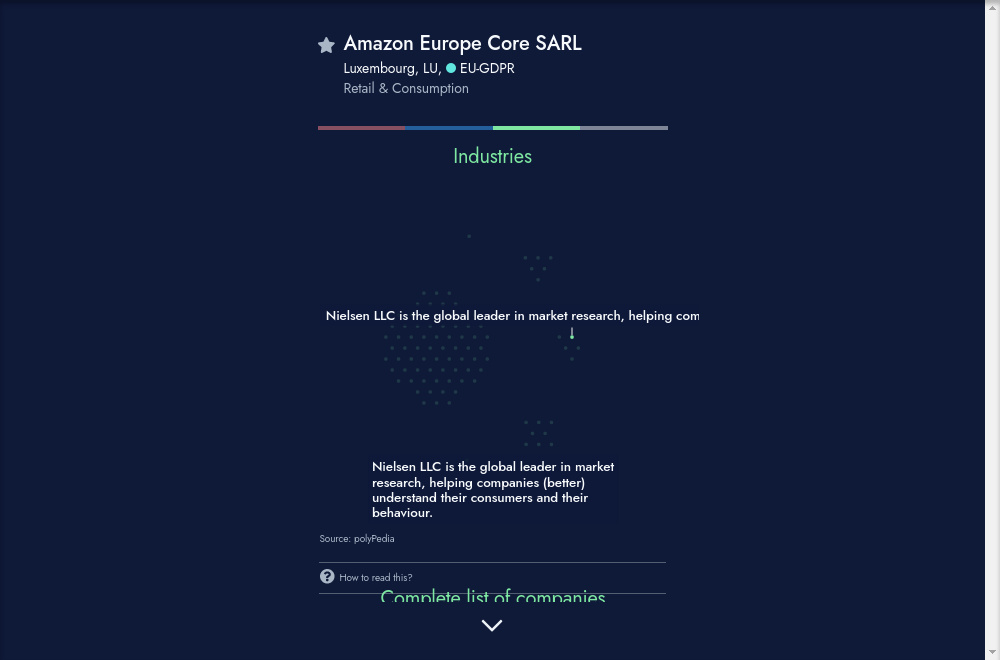 Amazon Europe Core SARL
Luxembourg, LU, EU-GDPR
Retail & Consumption
Industries
Nielsen LLC is the global leader in market research, helping com
Nielsen LLC is the global leader in market
research, helping companies (better)
understand their consumers and their
behaviour.
Source: polyPedia
? How to read this?
Complete list of companies